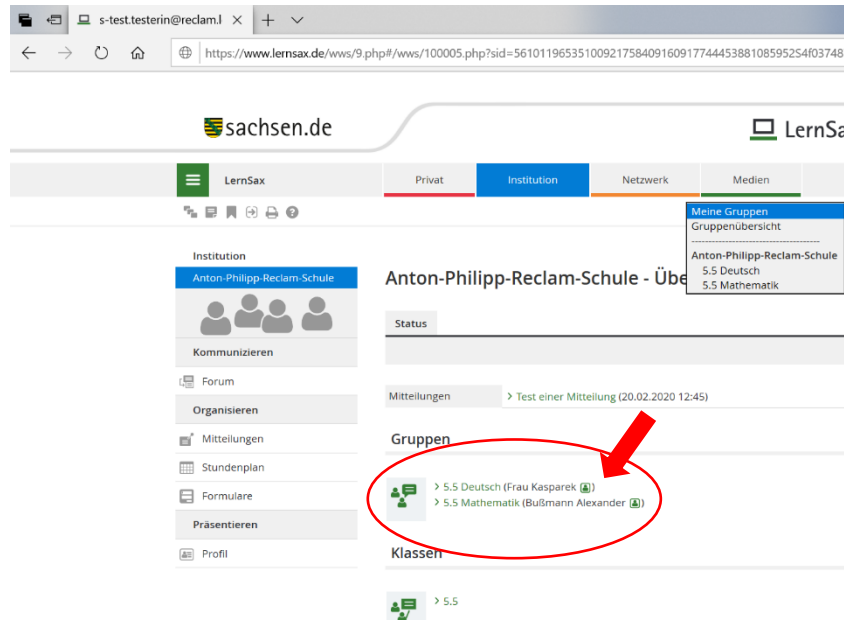 s-test.testerin@reclam.l
https://www.lernsax.de/wws/9.php#/wws/100005.php?sid=56101196535100921758409160917744453881085952S4f03748
sachsen.de
LernSa
LernSax
Privat
Institution
Netzwerk
Medien
Meine Gruppen
Gruppenübersicht
---------------------------------------
Anton-Philipp-Reclam-Schule
5.5 Deutsch
5.5 Mathematik
Institution
Anton-Philipp-Reclam-Schule
Anton-Philipp-Reclam-Schule - Übe
Status
Kommunizieren
Forum
Mitteilungen
> Test einer Mitteilung (20.02.2020 12:45)
Organisieren
Mitteilungen
Gruppen
Stundenplan
> 5.5 Deutsch (Frau Kasparek)
Formulare
> 5.5 Mathematik (Bußmann Alexander)
Präsentieren
Profil
Klassen
> 5.5